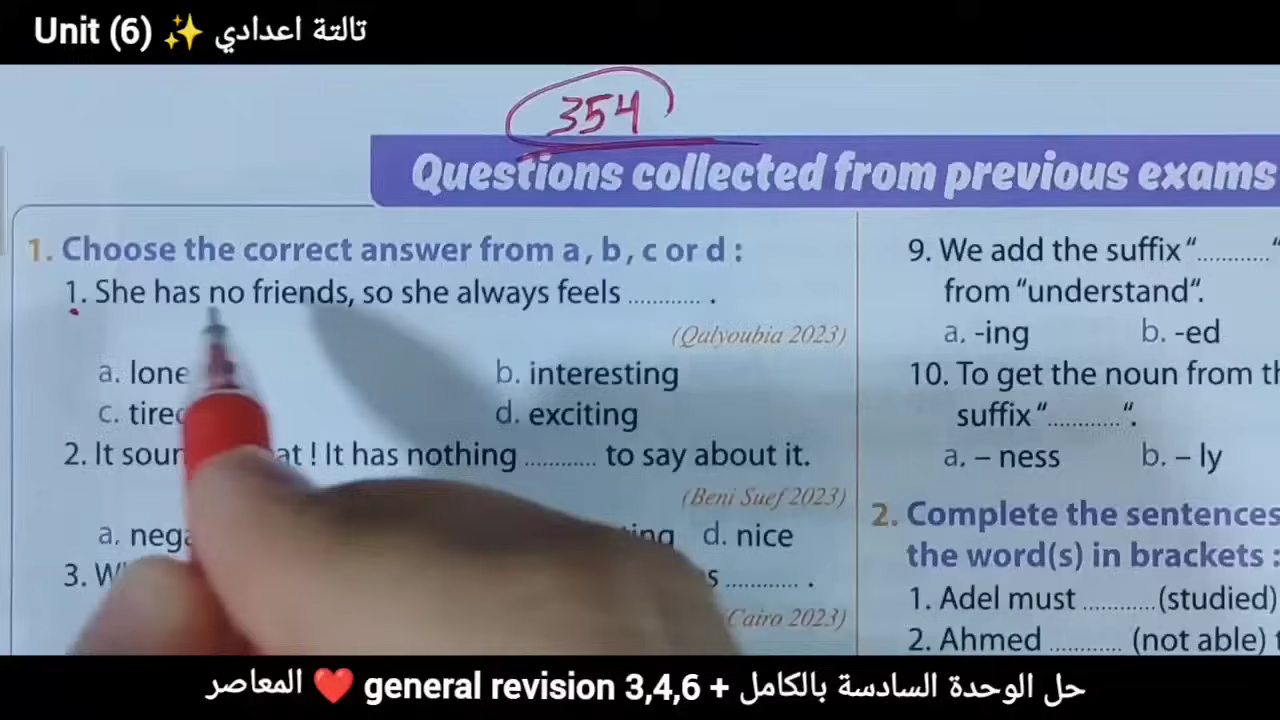 Unit (6) ✨ تالتة اعدادي
354
Questions collected from previous exams
1. Choose the correct answer from a, b, c or d :
1. She has no friends, so she always feels ............ .
(Qalyoubia 2023)
a. lone
b. interesting
c. tired
d. exciting
2. It soun at ! It has nothing ............ to say about it.
(Beni Suef 2023)
a. nega ing d. nice
3. W s ............ .
(Cairo 2023)
9. We add the suffix “............“
from “understand“.
a. -ing b. -ed
10. To get the noun from th
suffix “............“.
a. – ness b. – ly
2. Complete the sentences
the word(s) in brackets :
1. Adel must ............ (studied)
2. Ahmed ............ (not able) t
حل الوحدة السادسة بالكامل + general revision 3,4,6 ❤️ المعاصر